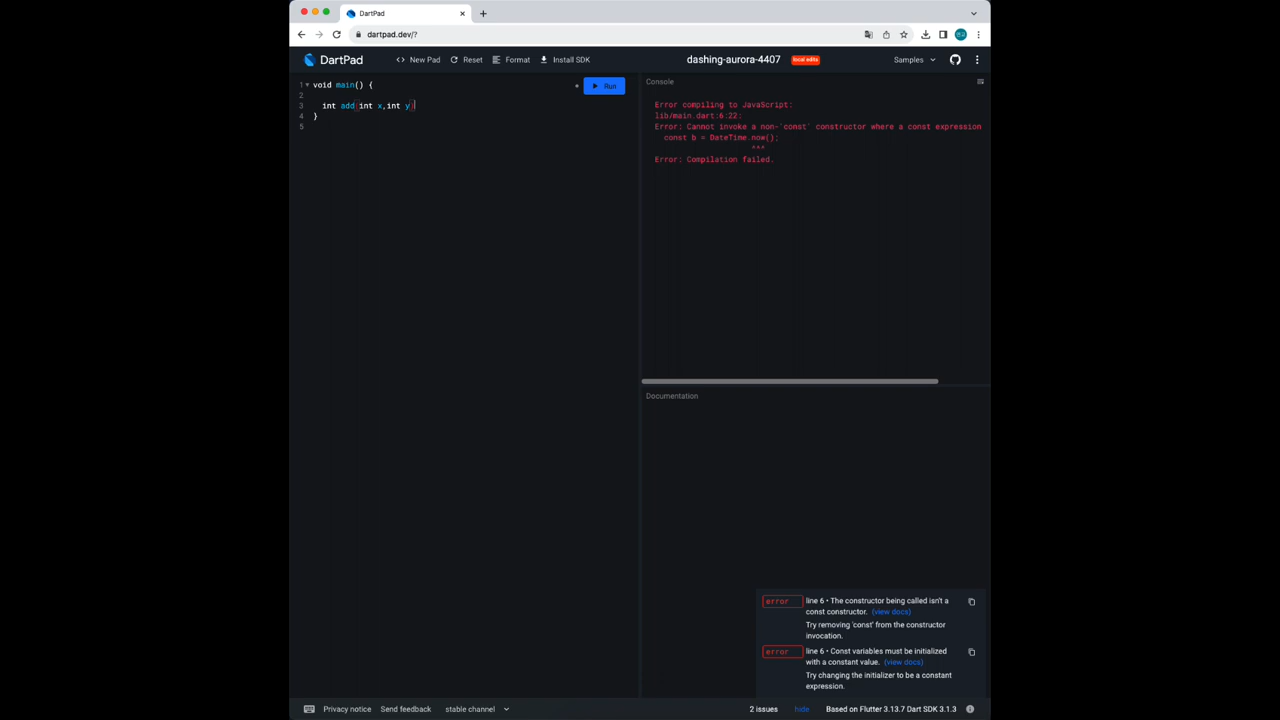 DartPad
dartpad.dev/?
DartPad
New Pad
Reset
Format
Install SDK
dashing-aurora-4407
local edits
Samples
1
void main() {
Run
2
3
int add(int x,int y)
4
}
5
Console
Error compiling to JavaScript:
lib/main.dart:6:22:
Error: Cannot invoke a non-'const' constructor where a const expression
const b = DateTime.now();
^^^
Error: Compilation failed.
Documentation
error
line 6 • The constructor being called isn't a
const constructor. (view docs)
Try removing 'const' from the constructor
invocation.
error
line 6 • Const variables must be initialized
with a constant value. (view docs)
Try changing the initializer to be a constant
expression.
Privacy notice
Send feedback
stable channel
2 issues
hide
Based on Flutter 3.13.7 Dart SDK 3.1.3